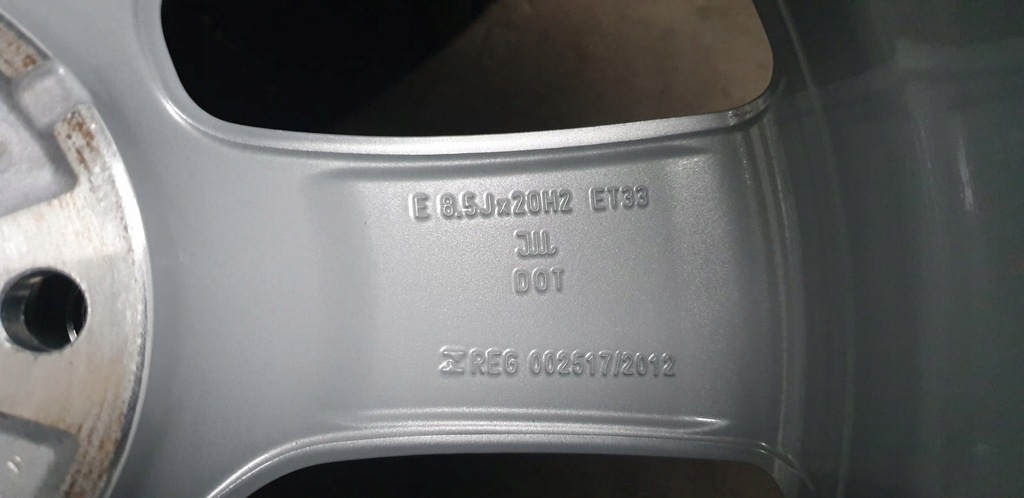 E 8.5Jx20H2 ET33
JWL
DOT
REG 002517/2012